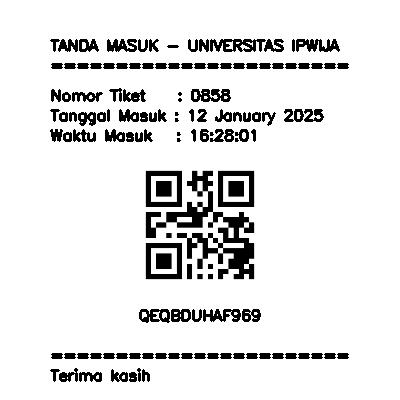 TANDA MASUK - UNIVERSITAS IPWIJA
=======================
Nomor Tiket : 0858
Tanggal Masuk : 12 January 2025
Waktu Masuk : 16:28:01
QEQBDUHAF969
=======================
Terima kasih